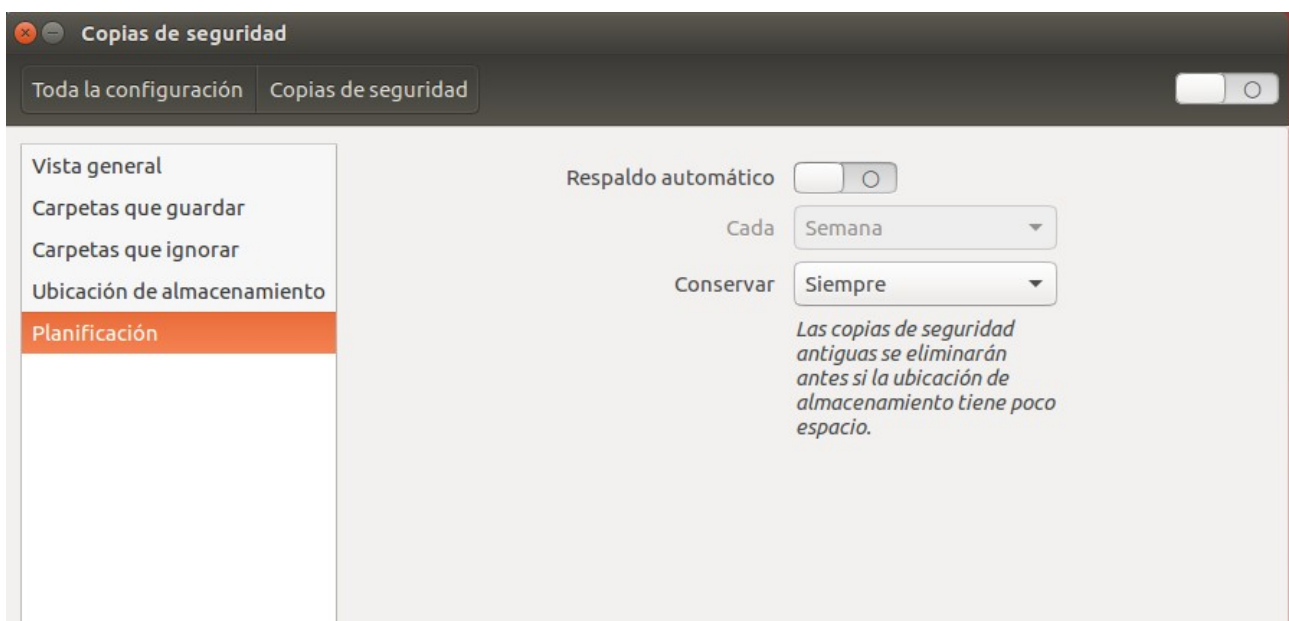 Copias de seguridad
Toda la configuración Copias de seguridad
Vista general
Carpetas que guardar
Carpetas que ignorar
Ubicación de almacenamiento
Planificación
Respaldo automático
Cada Semana
Conservar Siempre
Las copias de seguridad
antiguas se eliminarán
antes si la ubicación de
almacenamiento tiene poco
espacio.